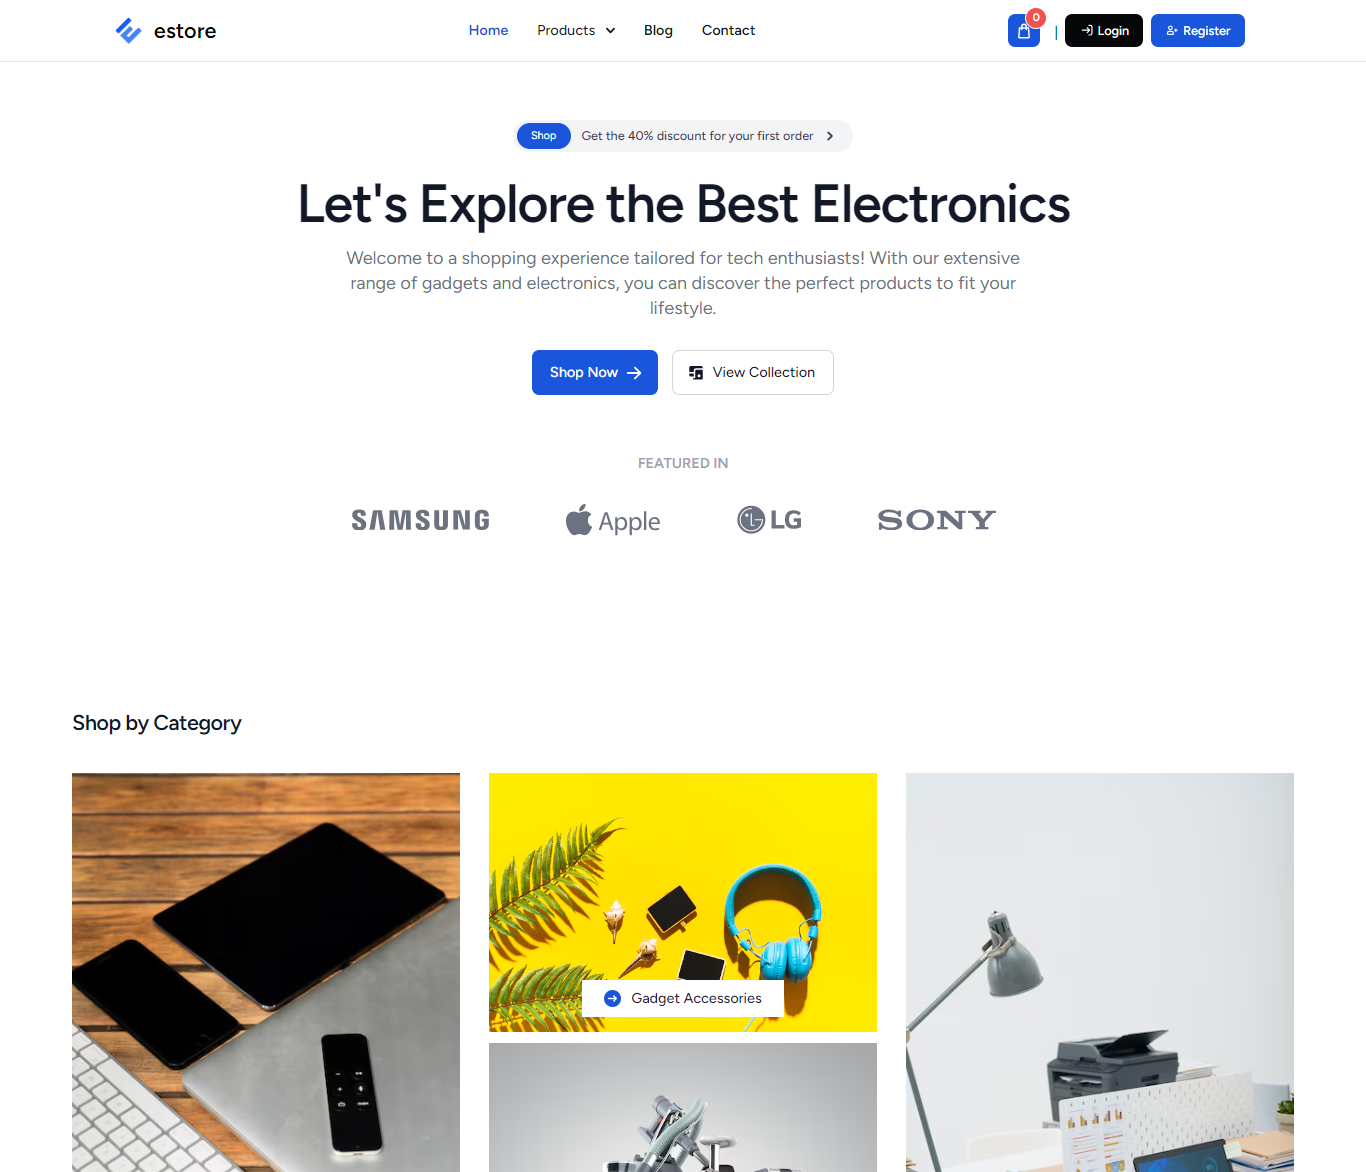 estore
Home Products Blog Contact
0
Login Register
Shop Get the 40% discount for your first order
Let's Explore the Best Electronics
Welcome to a shopping experience tailored for tech enthusiasts! With our extensive
range of gadgets and electronics, you can discover the perfect products to fit your
lifestyle.
Shop Now View Collection
FEATURED IN
SAMSUNG Apple LG SONY
Shop by Category
MENU
Gadget Accessories